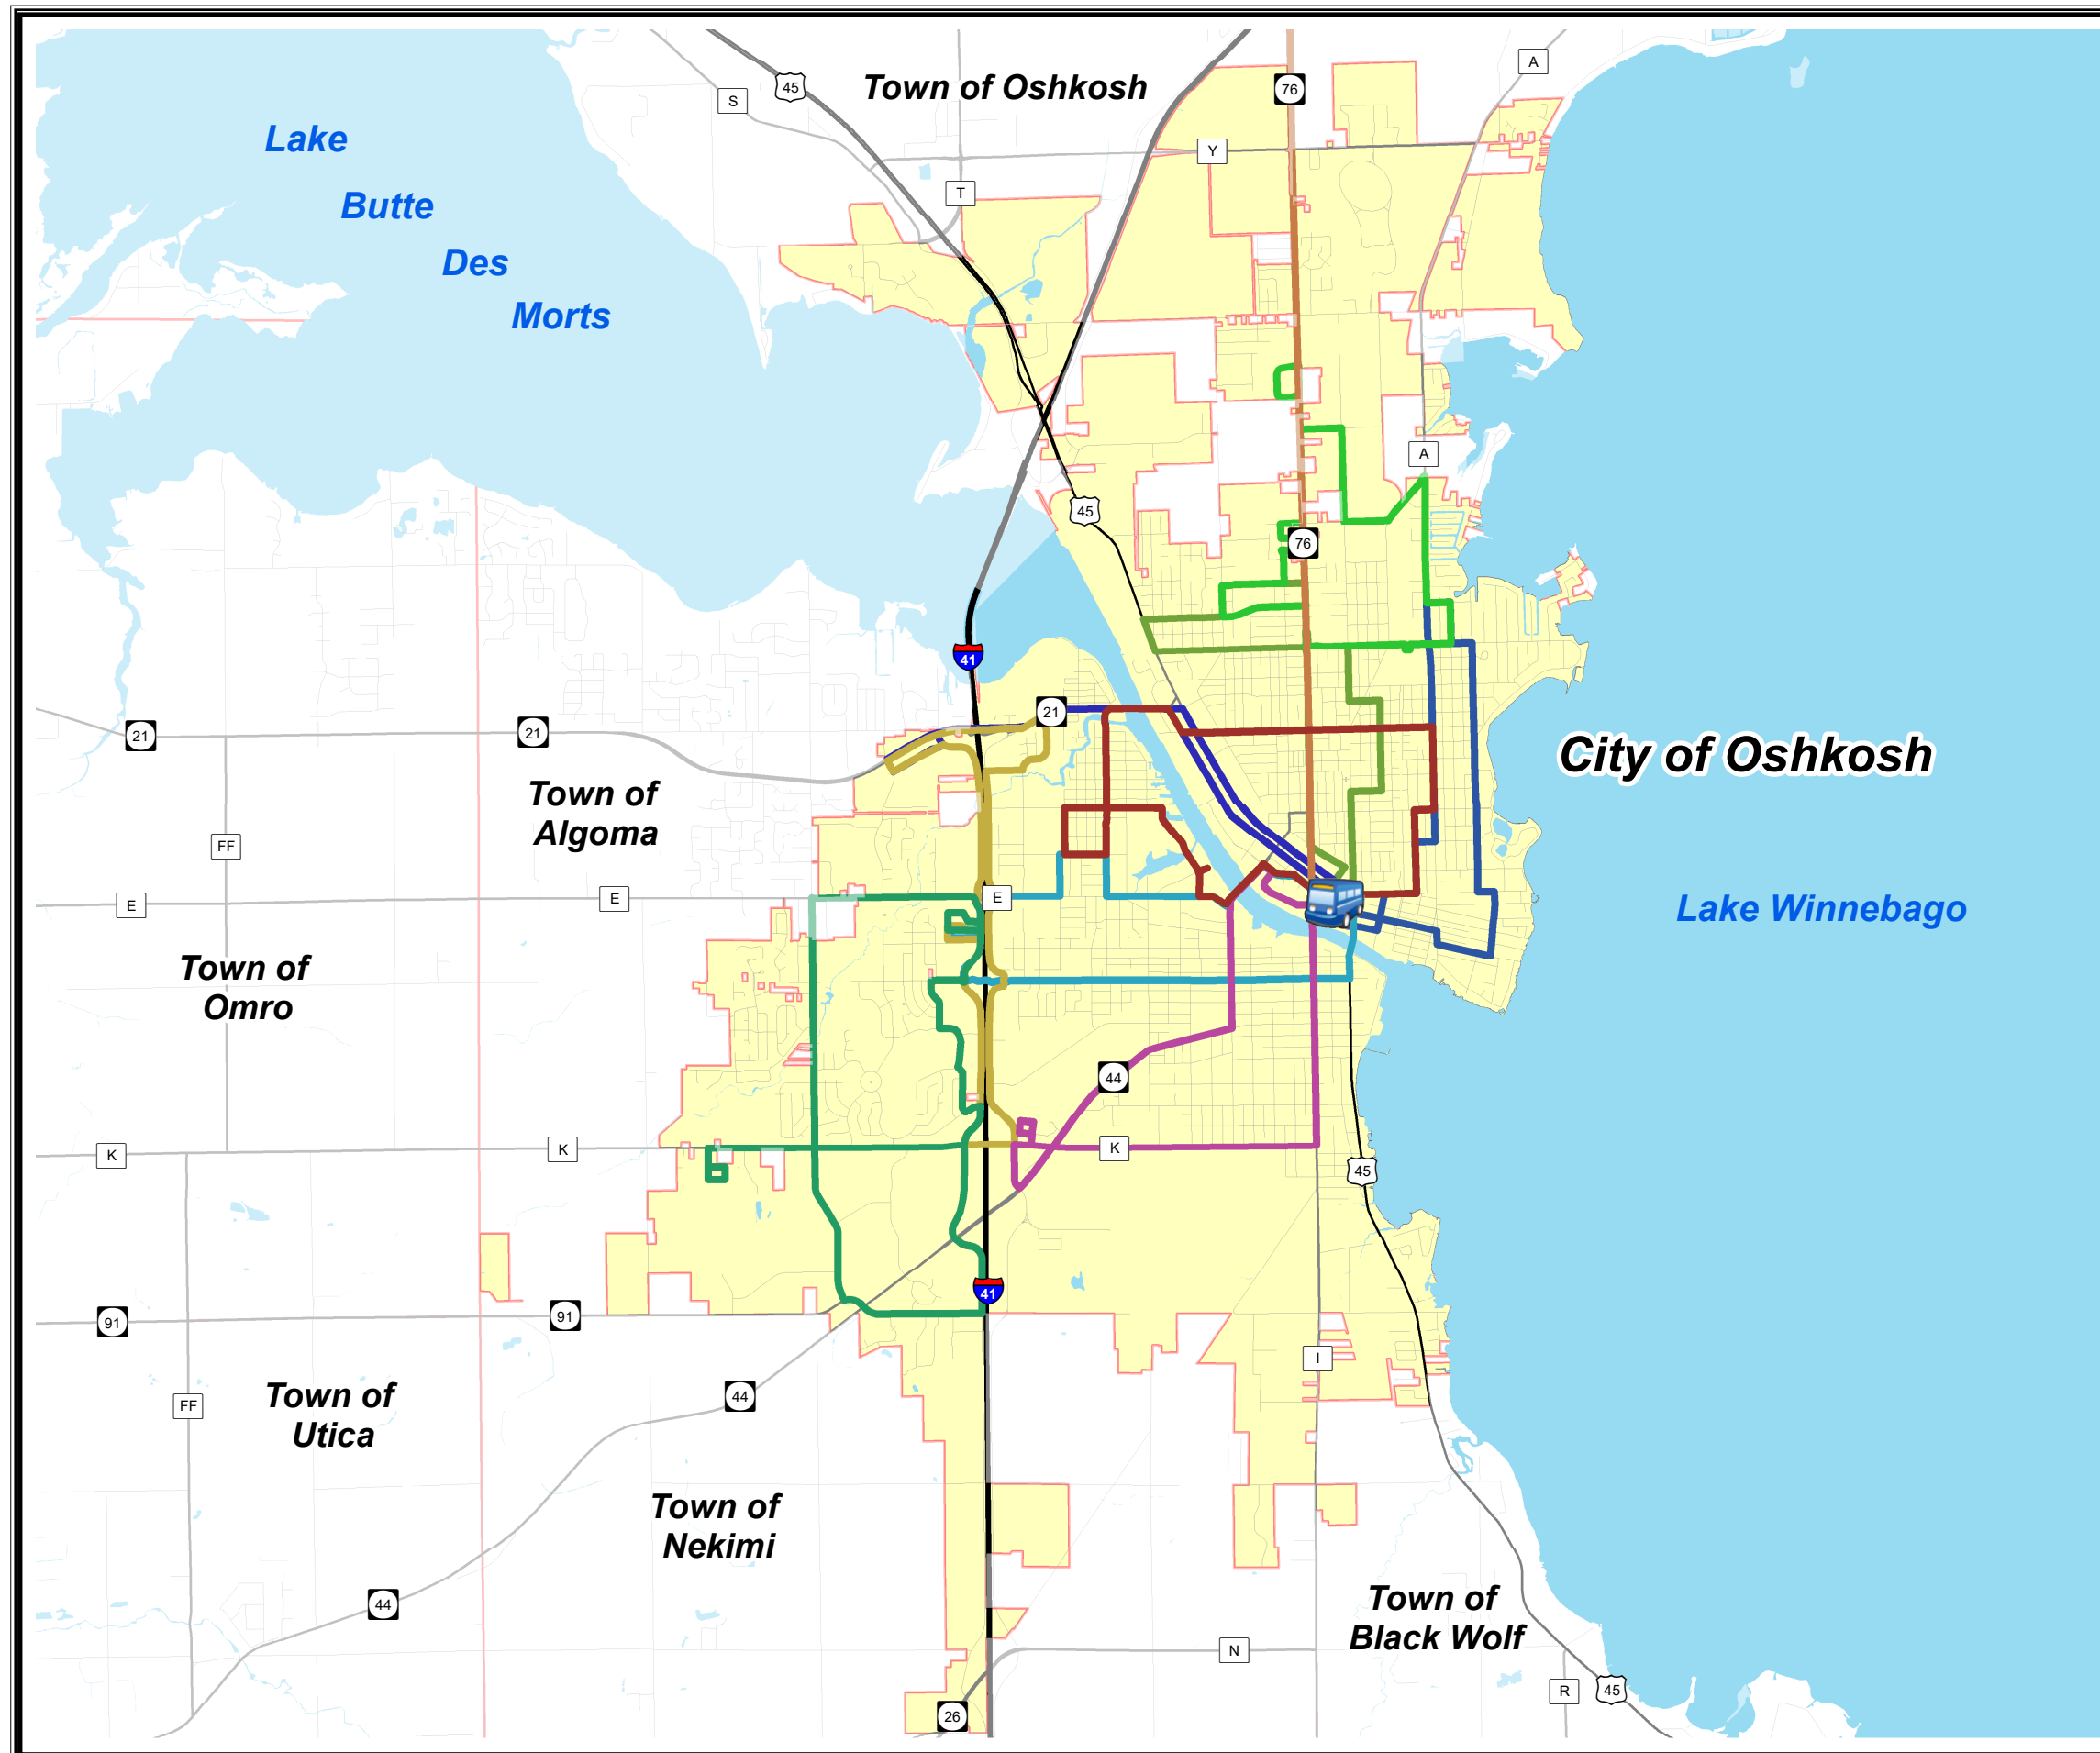 45
Town of Oshkosh
76
A
S
Lake
Y
T
Butte
Des
Morts
A
45
76
41
21
21
21
City of Oshkosh
Town of
Algoma
FF
E
E
E
Lake Winnebago
Town of
Omro
44
K
K
K
45
41
91
91
I
Town of
Utica
FF
44
Town of
Nekimi
44
Town of
Black Wolf
N
R
45
26